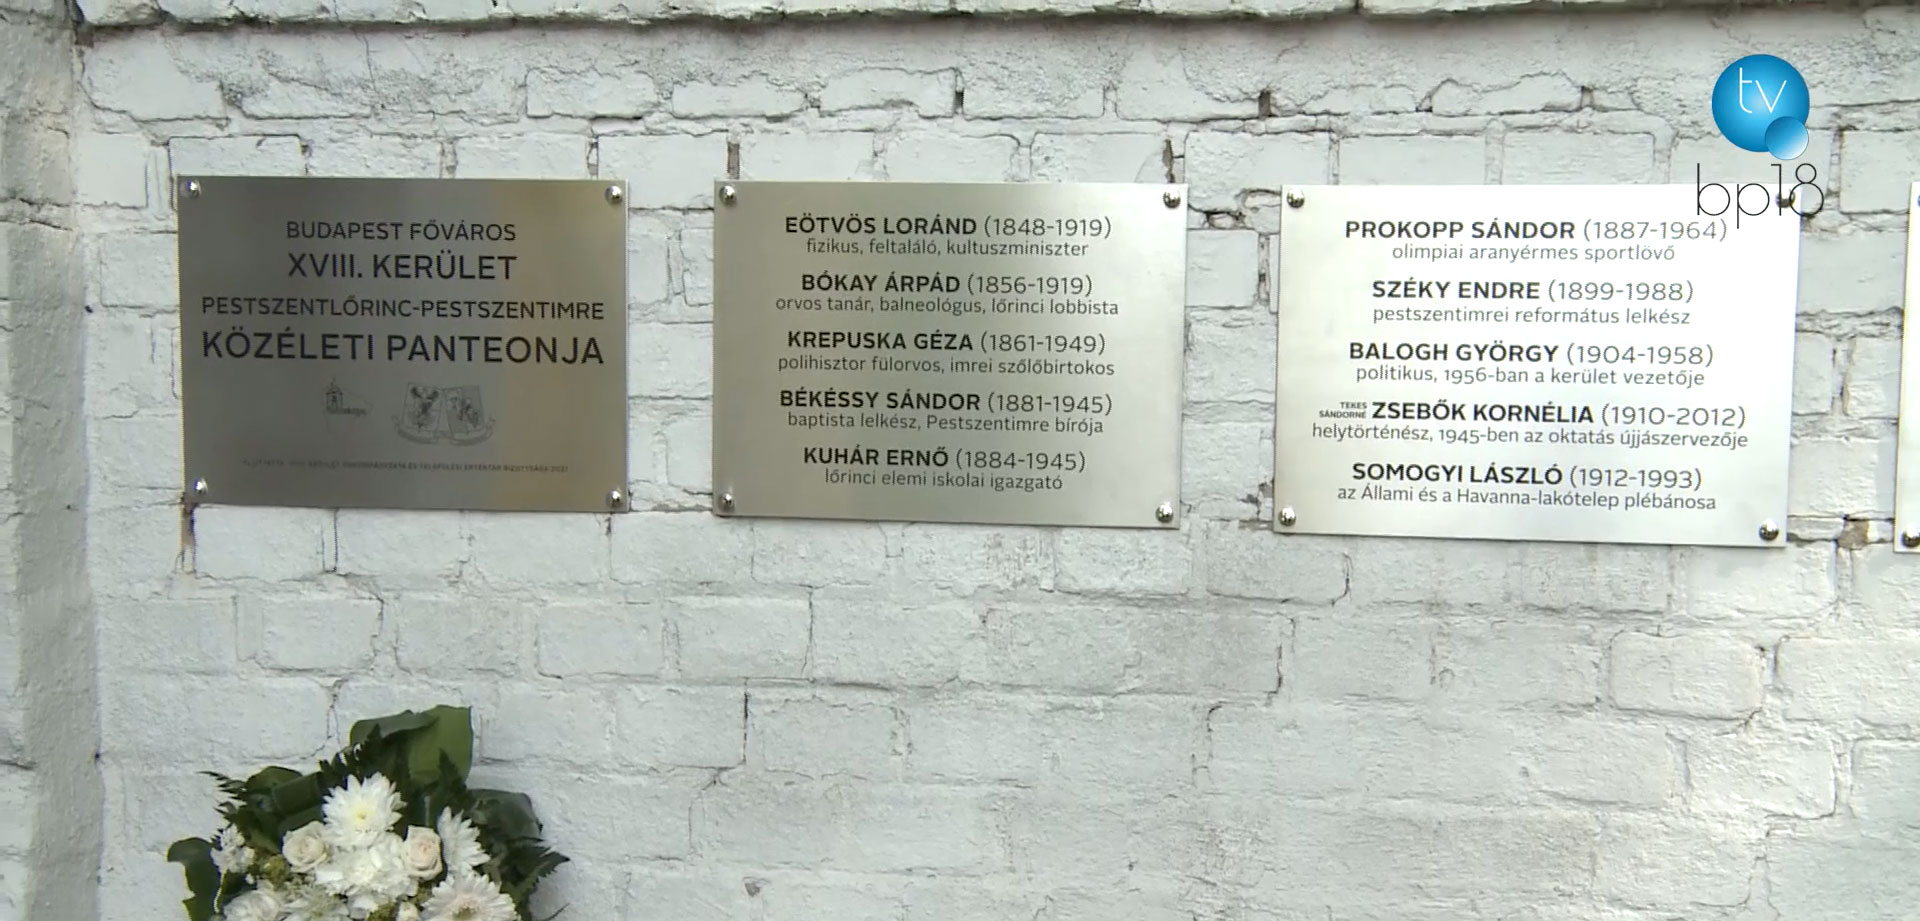 BUDAPEST FŐVÁROS
XVIII. KERÜLET
PESTSZENTLŐRINC-PESTSZENTIMRE
KÖZÉLETI PANTEONJA
EÖTVÖS LORÁND (1848-1919)
fizikus, feltaláló, kultuszminiszter
BÓKAY ÁRPÁD (1856-1919)
orvos tanár, balneológus, lőrinci lobbista
KREPUSKA GÉZA (1861-1949)
polihisztor fülorvos, imrei szőlőbirtokos
BÉKÉSSY SÁNDOR (1881-1945)
baptista lelkész, Pestszentimre bírója
KUHÁR ERNŐ (1884-1945)
lőrinci elemi iskolai igazgató
PROKOPP SÁNDOR (1887-1964)
olimpiai aranyérmes sportlövő
SZÉKY ENDRE (1899-1988)
pestszentimrei református lelkész
BALOGH GYÖRGY (1904-1958)
politikus, 1956-ban a kerület vezetője
TEKES
SÁNDORNÉ ZSEBŐK KORNÉLIA (1910-2012)
helytörténész, 1945-ben az oktatás újjászervezője
SOMOGYI LÁSZLÓ (1912-1993)
az Állami és a Havanna-lakótelep plébánosa
tv
bp18